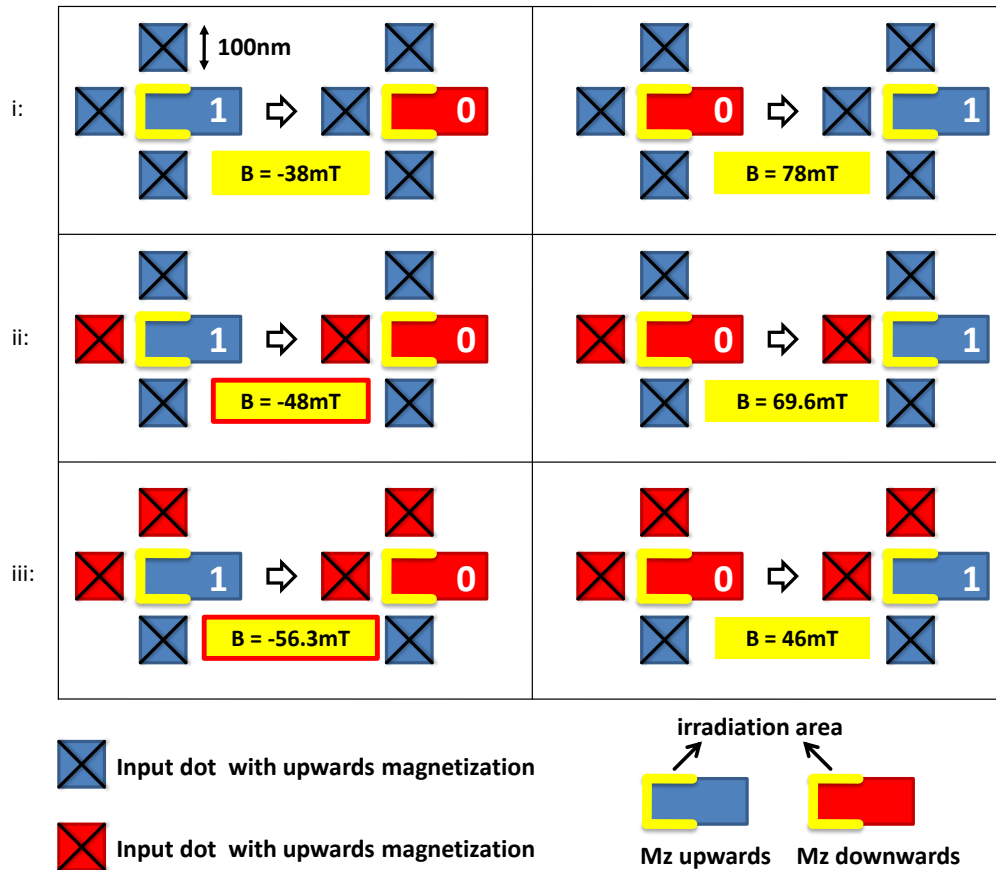 100nm
i:
1
0
0
1
B = -38mT
B = 78mT
ii:
1
0
0
1
B = -48mT
B = 69.6mT
iii:
1
0
0
1
B = -56.3mT
B = 46mT
irradiation area
Input dot with upwards magnetization
Input dot with upwards magnetization
Mz upwards
Mz downwards